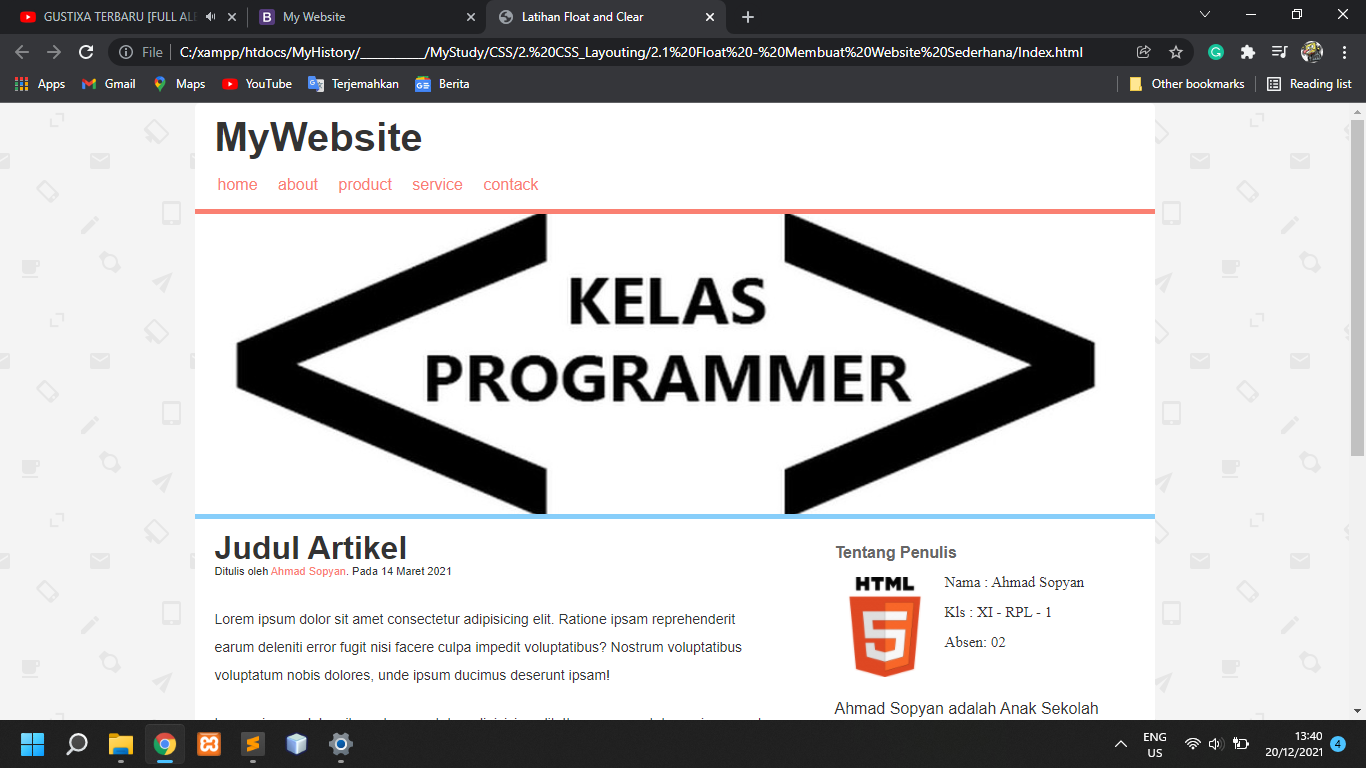 GUSTIXA TERBARU [FULL AL
My Website
Latihan Float and Clear
File
C:/xampp/htdocs/MyHistory/__________/MyStudy/CSS/2.%20CSS_Layouting/2.1%20Float%20-%20Membuat%20Website%20Sederhana/Index.html
Apps Gmail Maps YouTube Terjemahkan Berita Other bookmarks Reading list
MyWebsite
home about product service contack
KELAS
PROGRAMMER
Judul Artikel
Ditulis oleh Ahmad Sopyan. Pada 14 Maret 2021
Lorem ipsum dolor sit amet consectetur adipisicing elit. Ratione ipsam reprehenderit
earum deleniti error fugit nisi facere culpa impedit voluptatibus? Nostrum voluptatibus
voluptatum nobis dolores, unde ipsum ducimus deserunt ipsam!
Tentang Penulis
HTML
5
Nama : Ahmad Sopyan
Kls : XI - RPL - 1
Absen: 02
Ahmad Sopyan adalah Anak Sekolah
ENG
US
13:40
20/12/2021
4